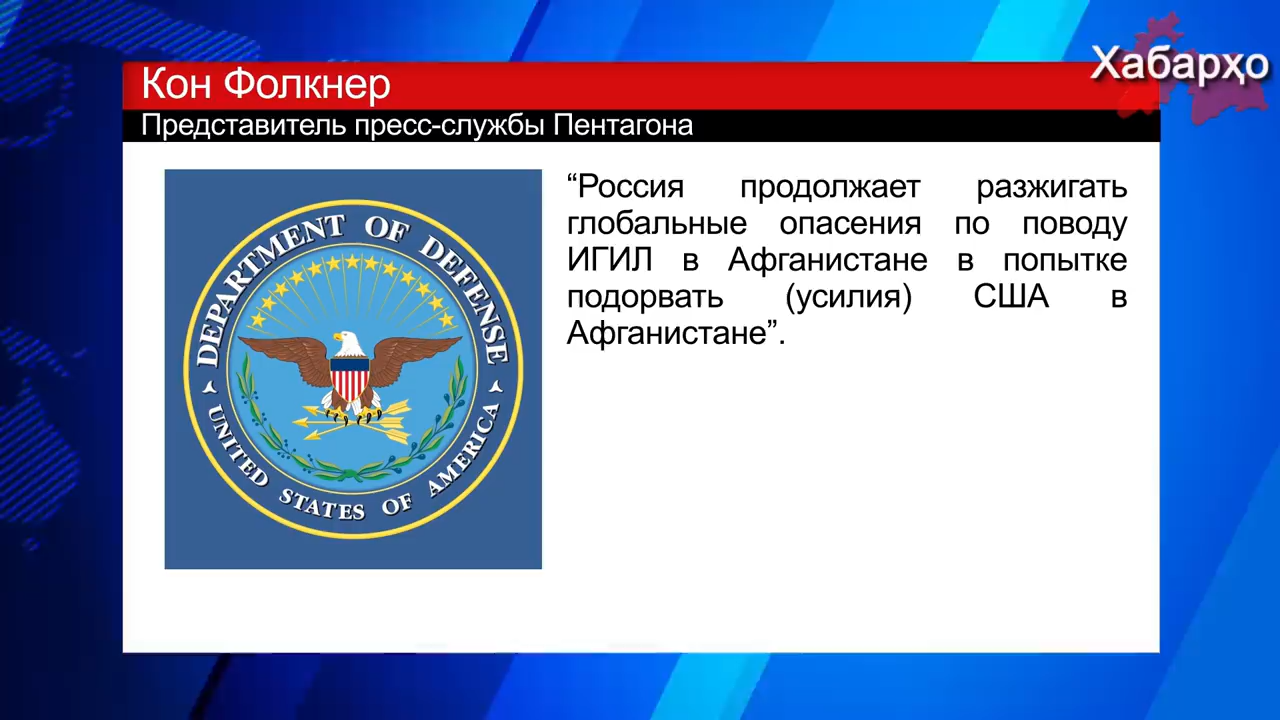 Хабарҳо
Кон Фолкнер
Представитель пресс-службы Пентагона
“Россия продолжает разжигать
глобальные опасения по поводу
ИГИЛ в Афганистане в попытке
подорвать (усилия) США в
Афганистане”.
DEPARTMENT OF DEFENSE
UNITED STATES OF AMERICA